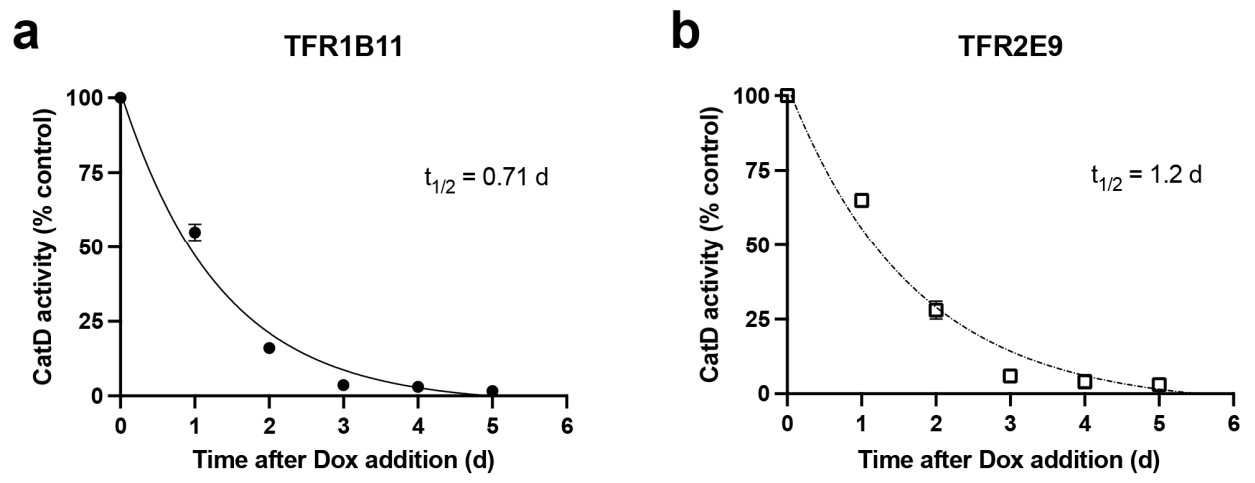 a
TFR1B11
CatD activity (% control)
100
75
50
25
0
t1/2 = 0.71 d
0 1 2 3 4 5 6
Time after Dox addition (d)
b
TFR2E9
CatD activity (% control)
100
75
50
25
0
t1/2 = 1.2 d
0 1 2 3 4 5 6
Time after Dox addition (d)